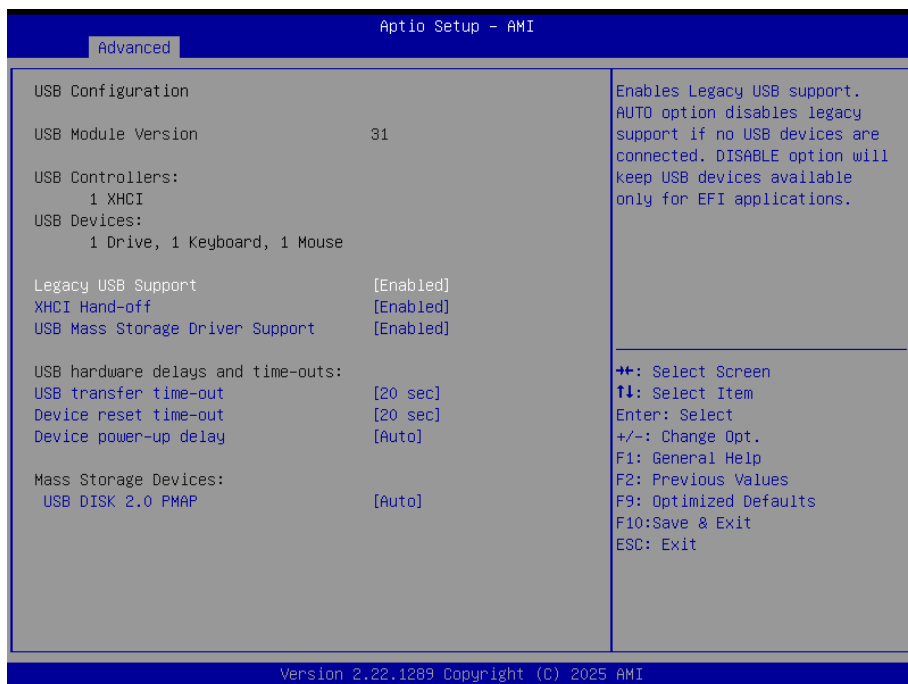 Aptio Setup – AMI
Advanced
USB Configuration
USB Module Version 31
USB Controllers:
1 XHCI
USB Devices:
1 Drive, 1 Keyboard, 1 Mouse
Legacy USB Support [Enabled]
XHCI Hand-off [Enabled]
USB Mass Storage Driver Support [Enabled]
USB hardware delays and time-outs:
USB transfer time-out [20 sec]
Device reset time-out [20 sec]
Device power-up delay [Auto]
Mass Storage Devices:
USB DISK 2.0 PMAP [Auto]
Enables Legacy USB support.
AUTO option disables legacy
support if no USB devices are
connected. DISABLE option will
keep USB devices available
only for EFI applications.
→←: Select Screen
↑↓: Select Item
Enter: Select
+/-: Change Opt.
F1: General Help
F2: Previous Values
F9: Optimized Defaults
F10:Save & Exit
ESC: Exit
Version 2.22.1289 Copyright (C) 2025 AMI